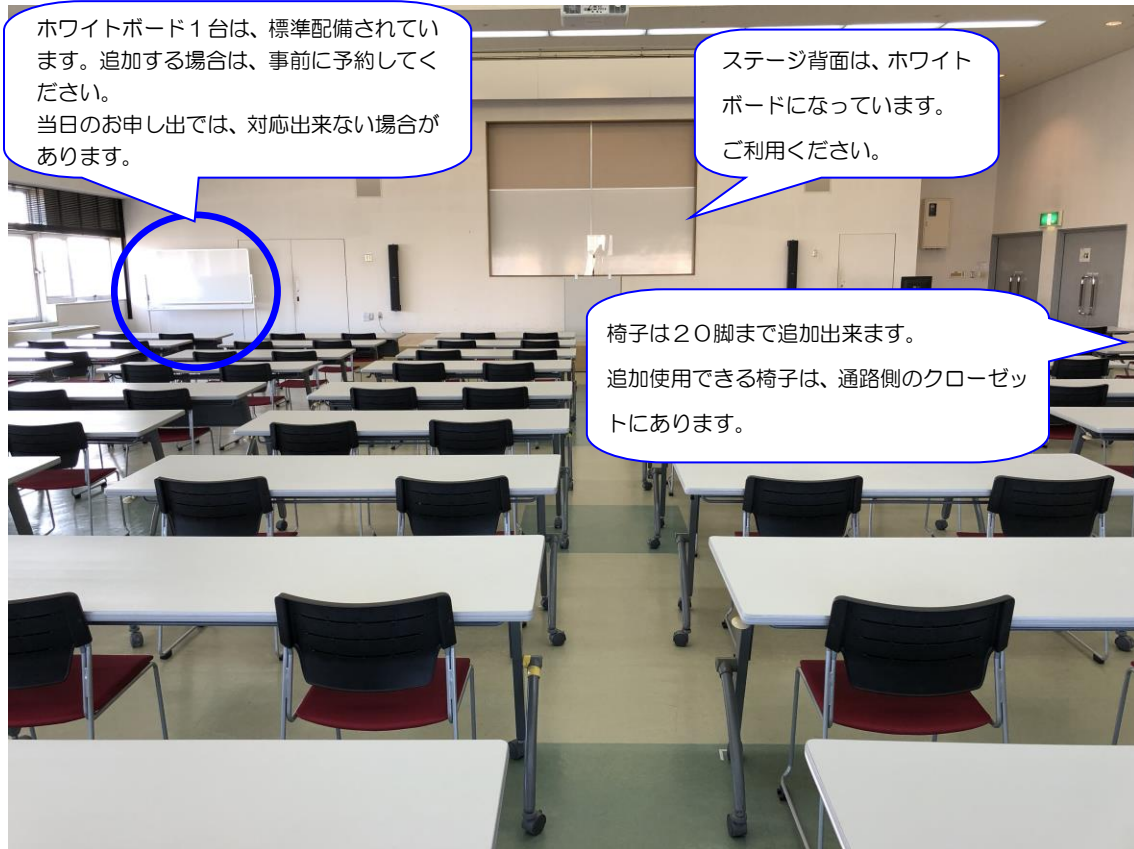 ホワイトボード１台は、標準配備されてい
ます。追加する場合は、事前に予約してく
ださい。
当日のお申し出では、対応出来ない場合が
あります。
ステージ背面は、ホワイト
ボードになっています。
ご利用ください。
椅子は２０脚まで追加出来ます。
追加使用できる椅子は、通路側のクローゼッ
トにあります。